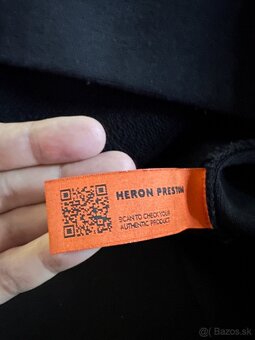 HERON PRESTON
SCAN TO CHECK YOUR
AUTHENTIC PRODUCT
© Bazos.sk